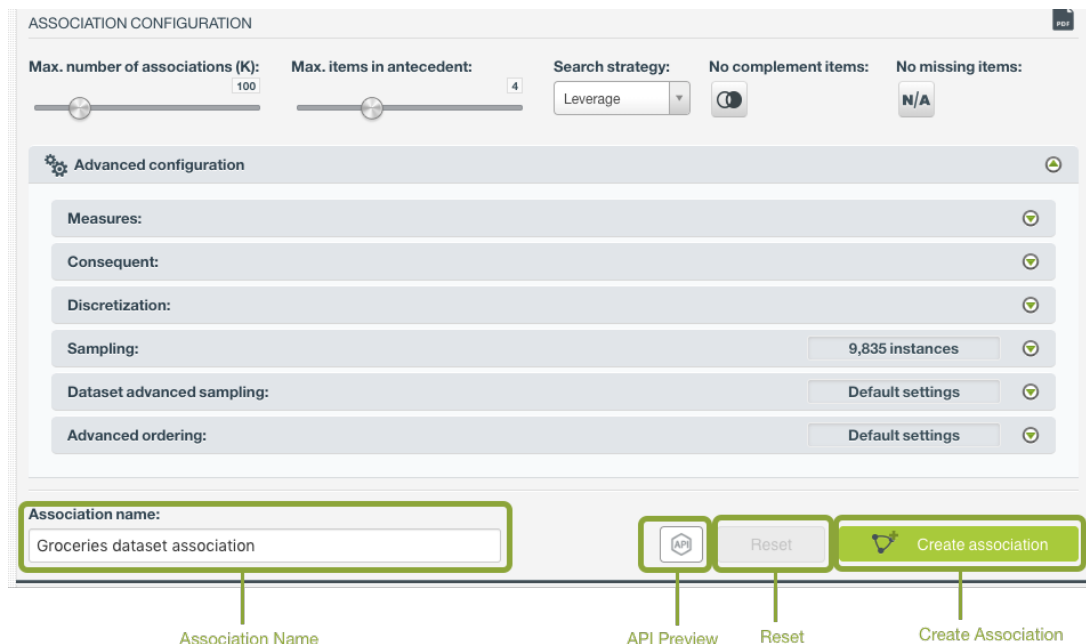 ASSOCIATION CONFIGURATION
PDF
Max. number of associations (K):
100
Max. items in antecedent:
4
Search strategy:
Leverage
No complement items:
No missing items:
N/A
Advanced configuration
Measures:
Consequent:
Discretization:
Sampling:
9,835 instances
Dataset advanced sampling:
Default settings
Advanced ordering:
Default settings
Association name:
Groceries dataset association
API
Reset
Create association
Association Name
API Preview
Reset
Create Association